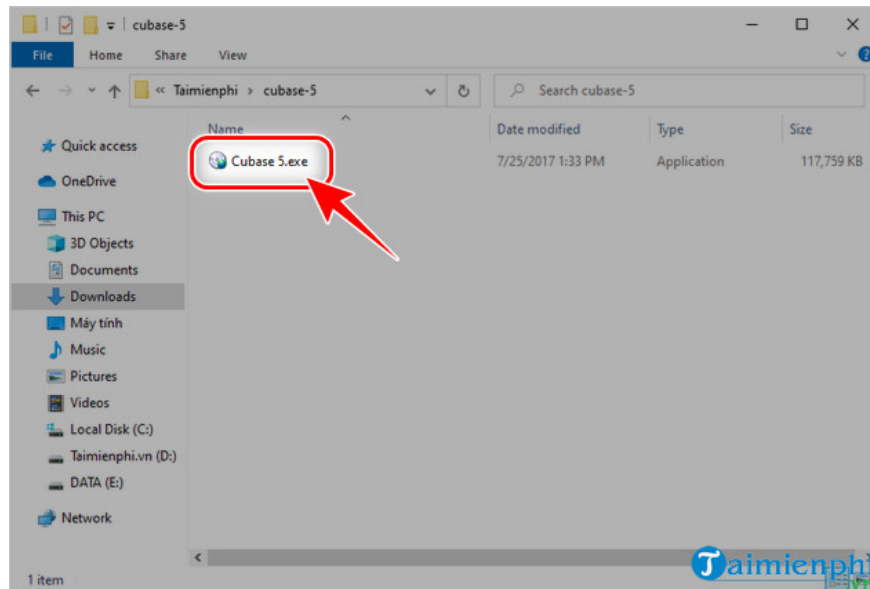 cubase-5
File Home Share View
« Taimienphi > cubase-5 Search cubase-5
Name Date modified Type Size
Cubase 5.exe 7/25/2017 1:33 PM Application 117,759 KB
Quick access
OneDrive
This PC
3D Objects
Documents
Downloads
Máy tính
Music
Pictures
Videos
Local Disk (C:)
Taimienphi.vn (D:)
DATA (E:)
Network
1 item
Taimienphi